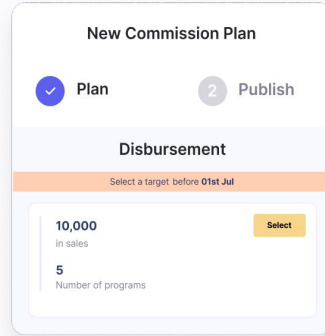 New Commission Plan
Plan
2 Publish
Disbursement
Select a target before 01st Jul
10,000 Select
in sales
5
Number of programs